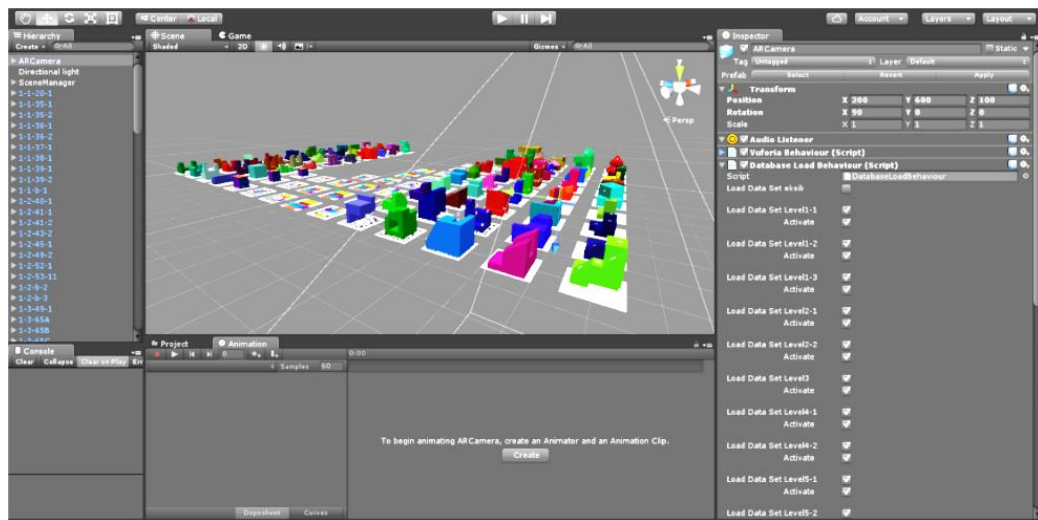 Center Local
Account Layers Layout
Hierarchy
Create All
ARCamera
Directional light
SceneManager
1-1-20-1
1-1-35-1
1-1-35-2
1-1-36-1
1-1-36-2
1-1-37-1
1-1-38-1
1-1-39-1
1-1-39-2
1-1-b-1
1-2-40-1
1-2-41-1
1-2-41-2
1-2-43-2
1-2-45-1
1-2-49-2
1-2-52-1
1-2-53-11
1-2-b-2
1-2-b-3
1-3-49-1
1-3-65A
1-3-65B
1-3-65C
Console
Clear Collapse Clear on Play Err
Scene Game
Shaded 2D Gizmos All
y
Persp
Project Animation
0 0:00
Samples 60
To begin animating ARCamera, create an Animator and an Animation Clip.
Create
Dopesheet Curves
Inspector
ARCamera Static
Tag Untagged Layer Default
Prefab Select Revert Apply
Transform
Position X 200 Y 600 Z 100
Rotation X 90 Y 0 Z 0
Scale X 1 Y 1 Z 1
Audio Listener
Vuforia Behaviour (Script)
Database Load Behaviour (Script)
Script DatabaseLoadBehaviour
Load Data Set eksik
Load Data Set Level1-1
Activate
Load Data Set Level1-2
Activate
Load Data Set Level1-3
Activate
Load Data Set Level2-1
Activate
Load Data Set Level2-2
Activate
Load Data Set Level3
Activate
Load Data Set Level4-1
Activate
Load Data Set Level4-2
Activate
Load Data Set Level5-1
Activate
Load Data Set Level5-2